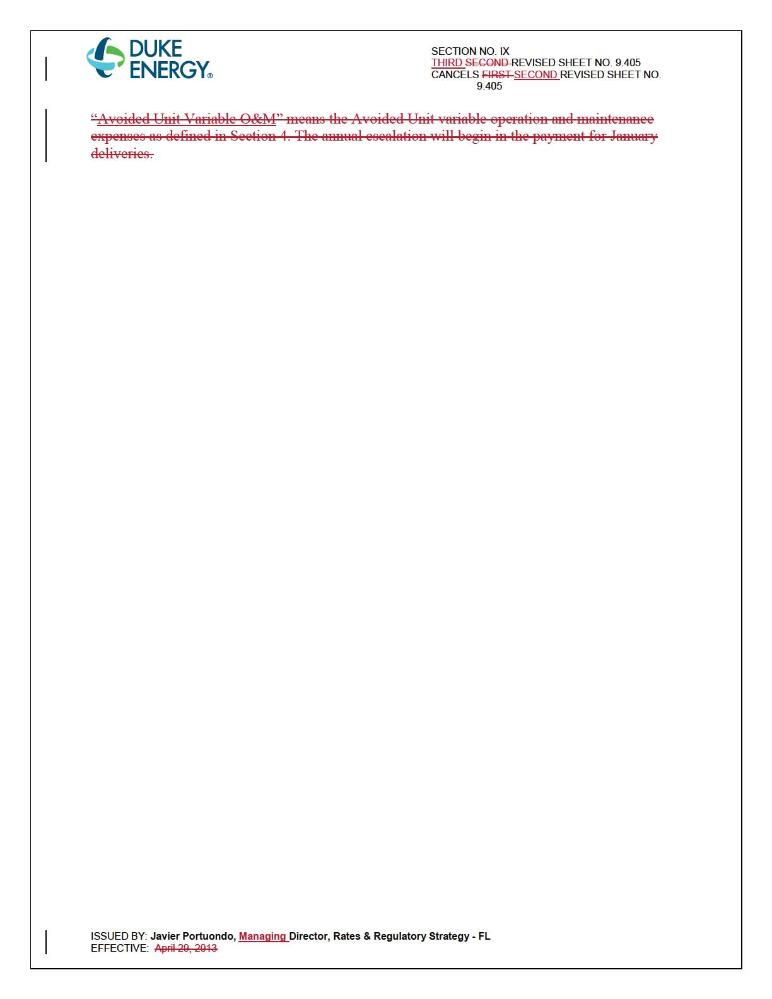 DUKE
ENERGY®
SECTION NO. IX
THIRD SECOND REVISED SHEET NO. 9.405
CANCELS FIRST SECOND REVISED SHEET NO.
9.405
“Avoided Unit Variable O&M” means the Avoided Unit variable operation and maintenance
expenses as defined in Section 4. The annual escalation will begin in the payment for January
deliveries.
ISSUED BY: Javier Portuondo, Managing Director, Rates & Regulatory Strategy - FL
EFFECTIVE: April 29, 2013